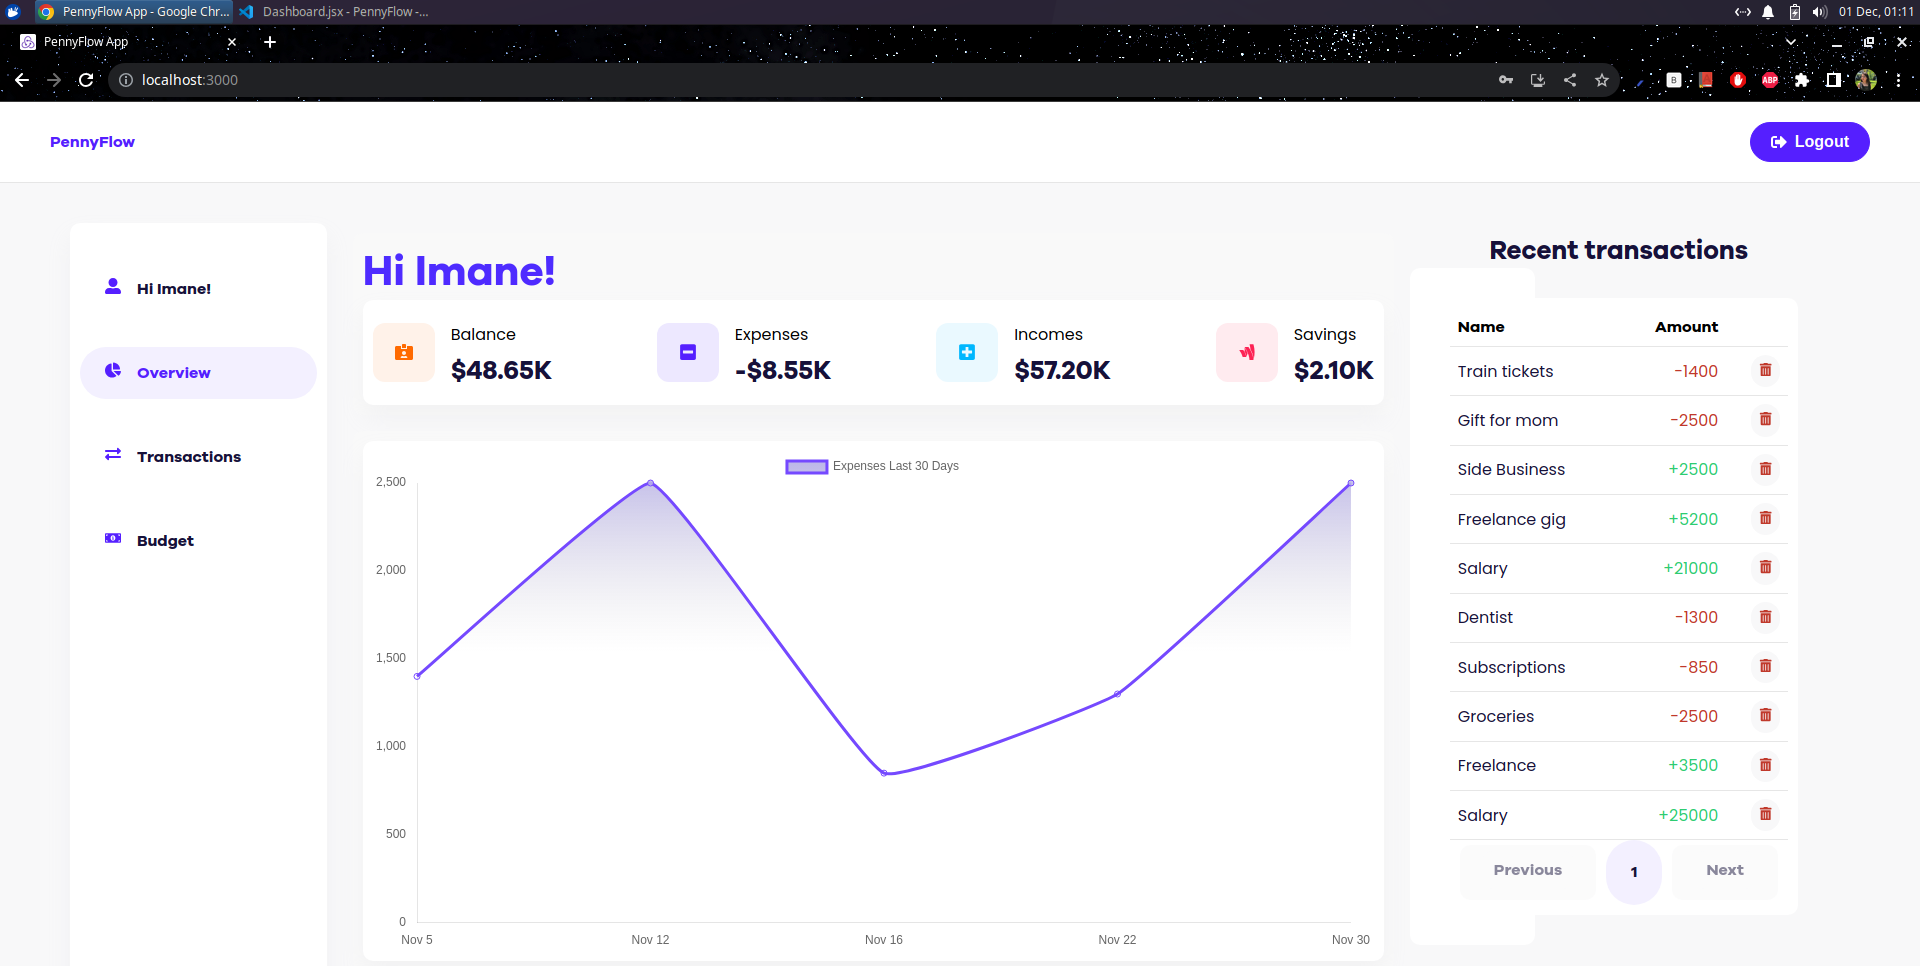 PennyFlow App - Google Chr...
Dashboard.jsx - PennyFlow -...
01 Dec, 01:11
PennyFlow App
localhost:3000
B
ABP
PennyFlow
Logout
Hi Imane!
Overview
Transactions
Budget
Hi Imane!
Balance
$48.65K
Expenses
-$8.55K
Incomes
$57.20K
Savings
$2.10K
Expenses Last 30 Days
2,500
2,000
1,500
1,000
500
0
Nov 5 Nov 12 Nov 16 Nov 22 Nov 30
Recent transactions
Name Amount
Train tickets -1400
Gift for mom -2500
Side Business +2500
Freelance gig +5200
Salary +21000
Dentist -1300
Subscriptions -850
Groceries -2500
Freelance +3500
Salary +25000
Previous 1 Next